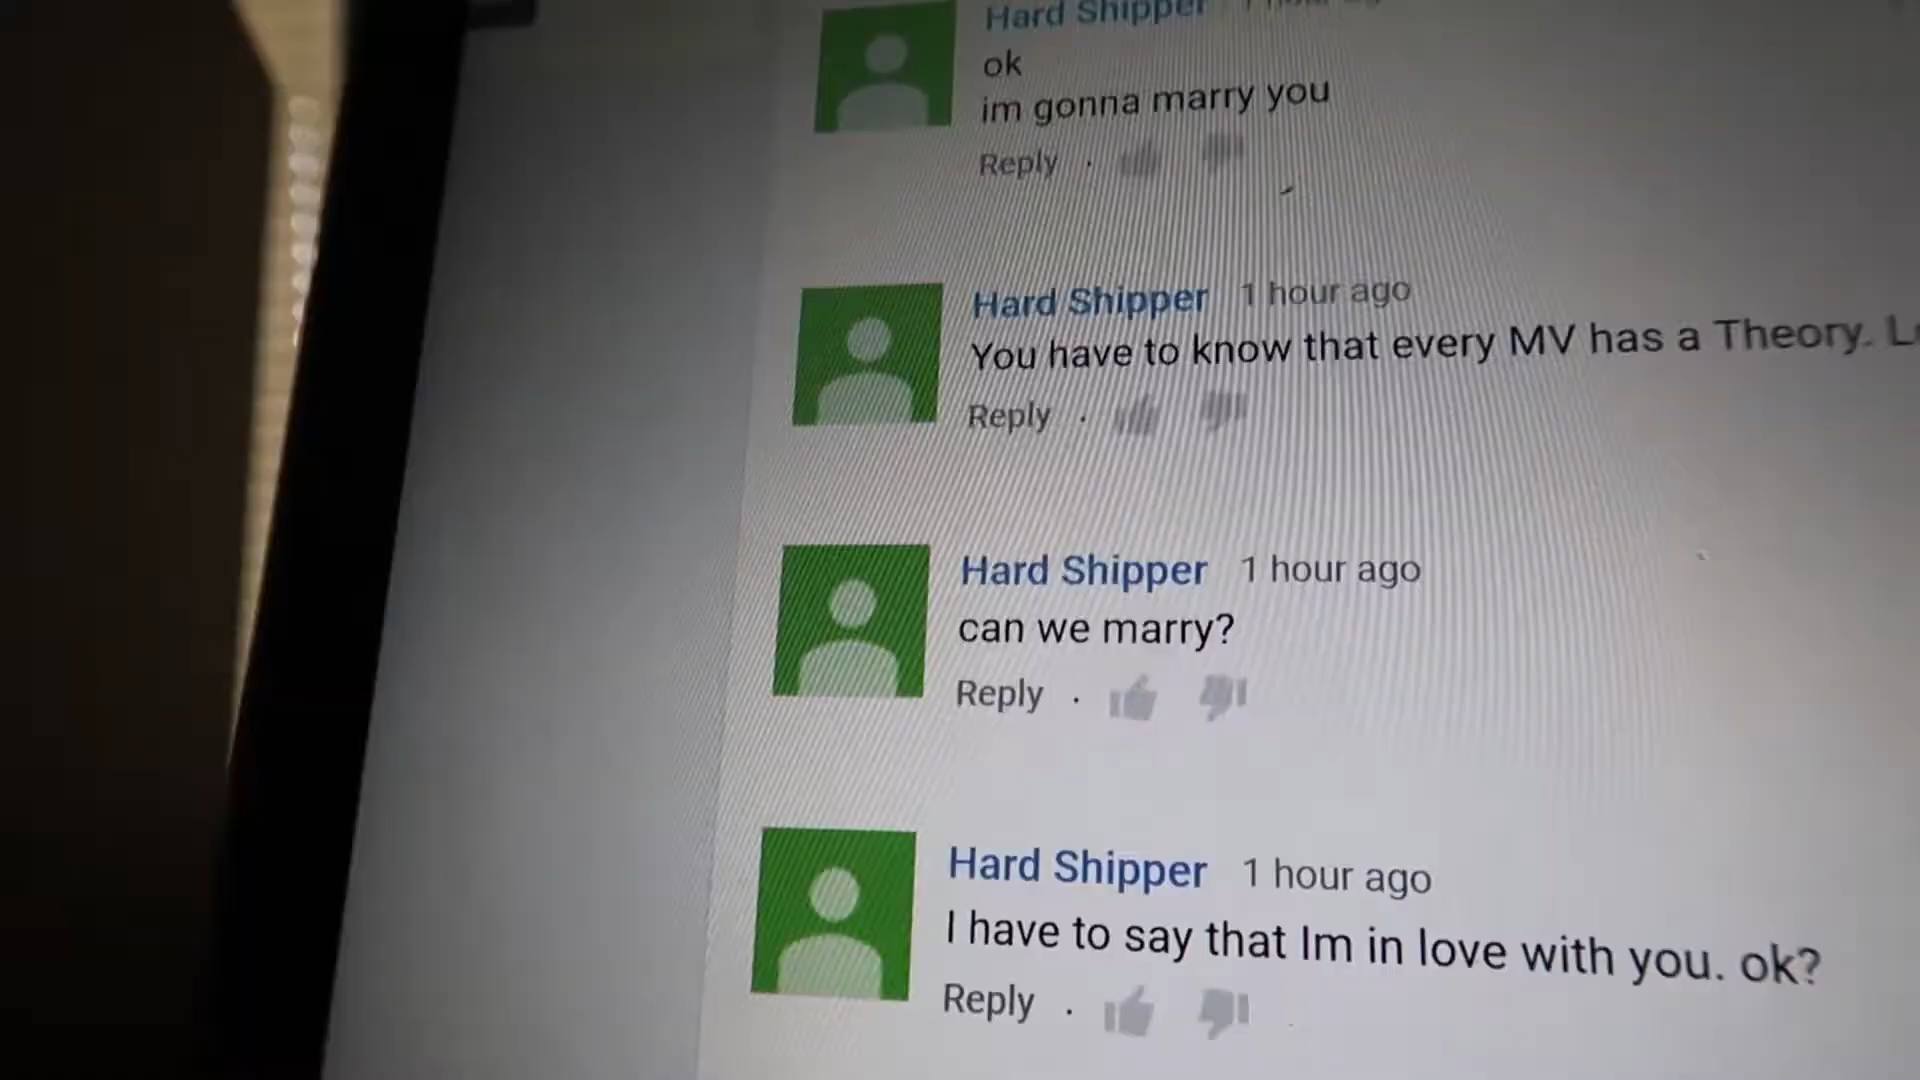 Hard Shipper 1 hour
ok
im gonna marry you
Reply ·
Hard Shipper 1 hour ago
You have to know that every MV has a Theory.
Reply ·
Hard Shipper 1 hour ago
can we marry?
Reply ·
Hard Shipper 1 hour ago
I have to say that Im in love with you. ok?
Reply ·